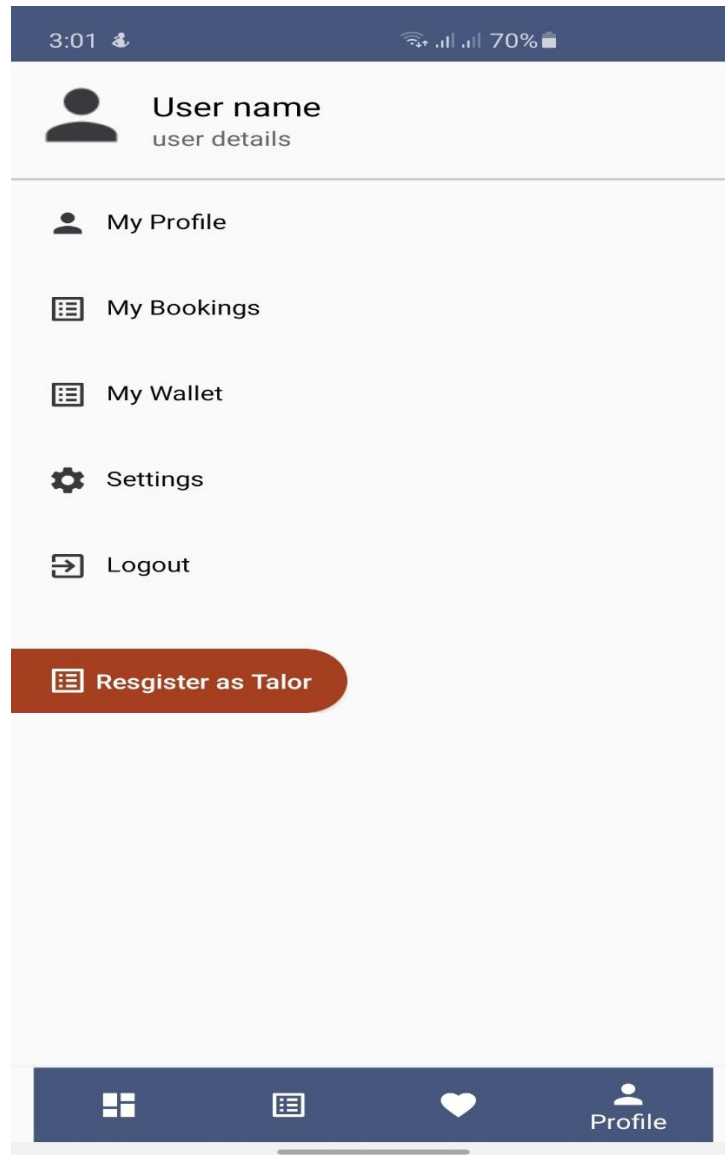 3:01 70%
User name
user details
My Profile
My Bookings
My Wallet
Settings
Logout
Resgister as Talor
Profile